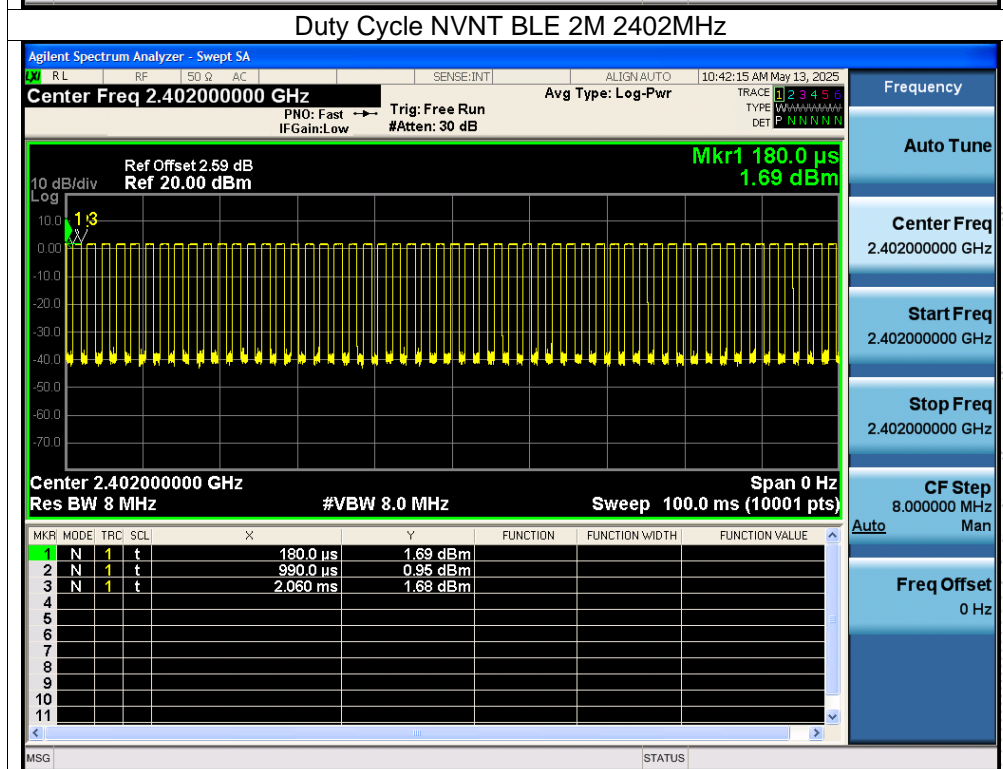 Duty Cycle NVNT BLE 2M 2402MHz
Agilent Spectrum Analyzer - Swept SA
LXI RL RF 50 Ω AC SENSE:INT ALIGN AUTO 10:42:15 AM May 13, 2025
Center Freq 2.402000000 GHz Avg Type: Log-Pwr TRACE 1 2 3 4 5 6
PNO: Fast Trig: Free Run TYPE
IFGain:Low #Atten: 30 dB DET P N N N N N
Mkr1 180.0 µs
1.69 dBm
Ref Offset 2.59 dB
10 dB/div Ref 20.00 dBm
Log
10.0
0.00
-10.0
-20.0
-30.0
-40.0
-50.0
-60.0
-70.0
Center 2.402000000 GHz Span 0 Hz
Res BW 8 MHz #VBW 8.0 MHz Sweep 100.0 ms (10001 pts)
MKR MODE TRC SCL X Y FUNCTION FUNCTION WIDTH FUNCTION VALUE
1 N 1 t 180.0 µs 1.69 dBm
2 N 1 t 990.0 µs 0.95 dBm
3 N 1 t 2.060 ms 1.68 dBm
4
5
6
7
8
9
10
11
MSG STATUS
Frequency
Auto Tune
Center Freq
2.402000000 GHz
Start Freq
2.402000000 GHz
Stop Freq
2.402000000 GHz
CF Step
8.000000 MHz
Auto Man
Freq Offset
0 Hz